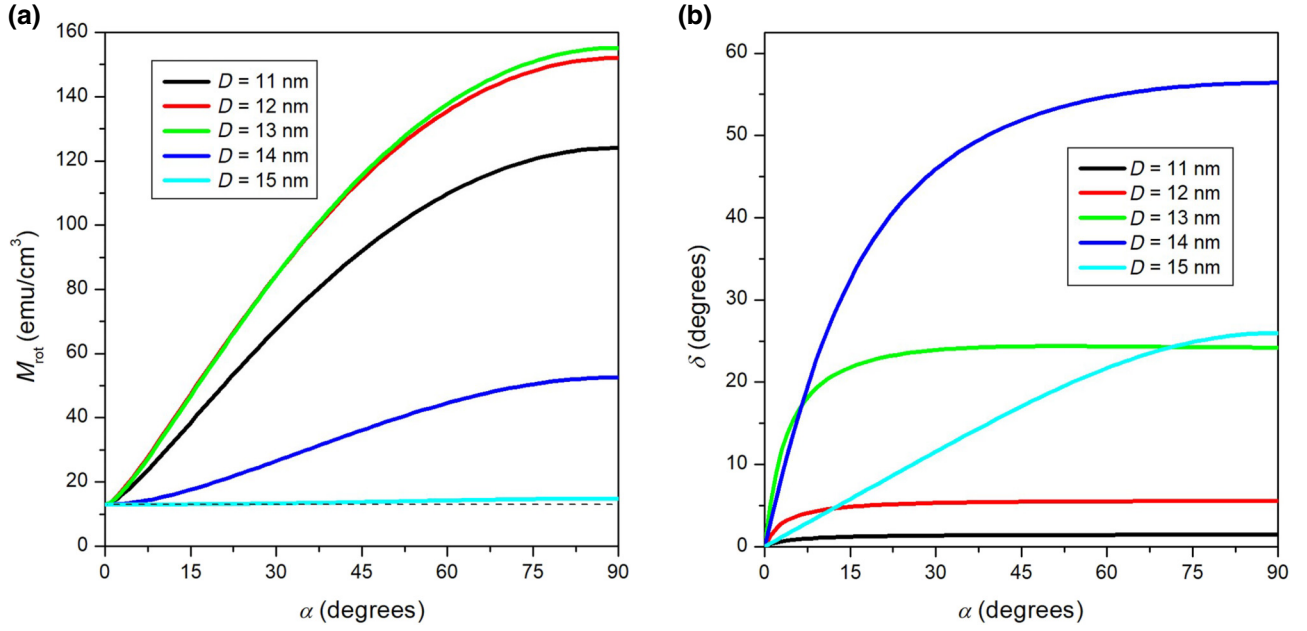 (a)
160
140
120
100
80
60
40
20
0
M_rot (emu/cm³)
D = 11 nm
D = 12 nm
D = 13 nm
D = 14 nm
D = 15 nm
0 15 30 45 60 75 90
α (degrees)
(b)
60
50
40
30
20
10
0
δ (degrees)
D = 11 nm
D = 12 nm
D = 13 nm
D = 14 nm
D = 15 nm
0 15 30 45 60 75 90
α (degrees)